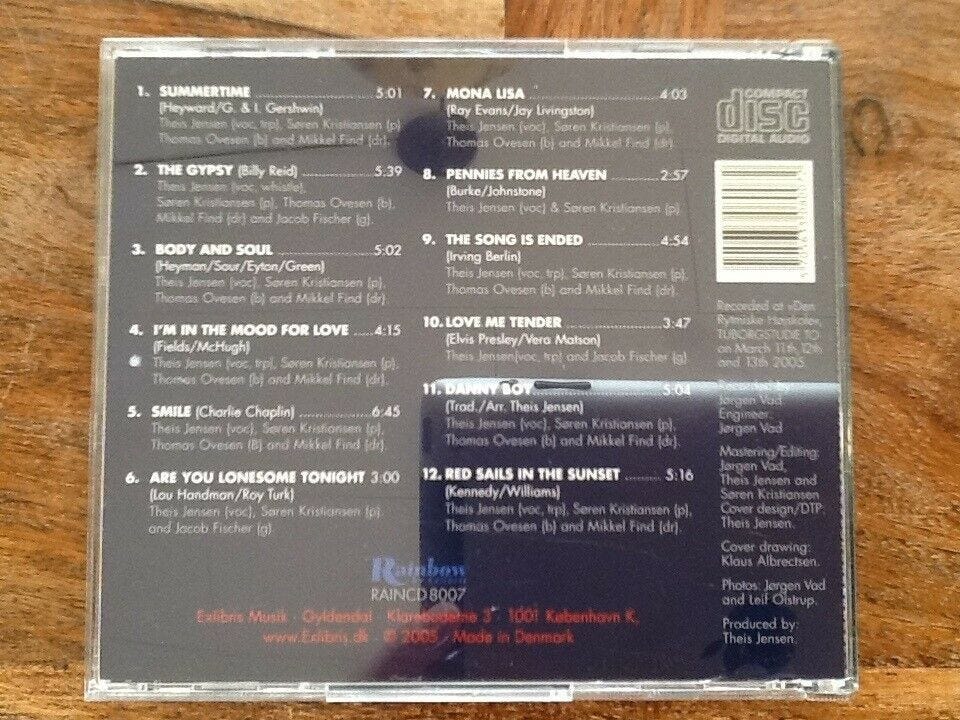 1. SUMMERTIME ........ 5:01
(Heyward/G. & I. Gershwin)
Theis Jensen (voc, trp), Søren Kristiansen (p),
Thomas Ovesen (b) and Mikkel Find (dr).
2. THE GYPSY (Billy Reid) ........ 5:39
Theis Jensen (voc, whistle),
Søren Kristiansen (p), Thomas Ovesen (b),
Mikkel Find (dr) and Jacob Fischer (g).
3. BODY AND SOUL ........ 5:02
(Heyman/Sour/Eyton/Green)
Theis Jensen (voc), Søren Kristiansen (p),
Thomas Ovesen (b) and Mikkel Find (dr).
4. I'M IN THE MOOD FOR LOVE ..... 4:15
(Fields/McHugh)
Theis Jensen (voc, trp), Søren Kristiansen (p),
Thomas Ovesen (b) and Mikkel Find (dr).
5. SMILE (Charlie Chaplin) ........ 6:45
Theis Jensen (voc), Søren Kristiansen (p),
Thomas Ovesen (B) and Mikkel Find (dr).
6. ARE YOU LONESOME TONIGHT 3:00
(Lou Handman/Roy Turk)
Theis Jensen (voc), Søren Kristiansen (p)
and Jacob Fischer (g)
7. MONA LISA ........ 4:03
(Ray Evans/Jay Livingston)
Theis Jensen (voc), Søren Kristiansen (p),
Thomas Ovesen (b) and Mikkel Find (dr).
8. PENNIES FROM HEAVEN ........ 2:57
(Burke/Johnstone)
Theis Jensen (voc) & Søren Kristiansen (p)
9. THE SONG IS ENDED ........ 4:54
(Irving Berlin)
Theis Jensen (voc, trp), Søren Kristiansen (p),
Thomas Ovesen (b) and Mikkel Find (dr).
10. LOVE ME TENDER ........ 3:47
(Elvis Presley/Vera Matson)
Theis Jensen(voc, trp) and Jacob Fischer (g)
11. DANNY BOY ........ 5:04
(Trad./Arr. Theis Jensen)
Theis Jensen (voc), Søren Kristiansen (p),
Thomas Ovesen (b) and Mikkel Find (dr).
12. RED SAILS IN THE SUNSET ........ 5:16
(Kennedy/Williams)
Theis Jensen (voc, trp), Søren Kristiansen (p),
Thomas Ovesen (b) and Mikkel Find (dr).
COMPACT
disc
DIGITAL AUDIO
Recorded at »Den
Rytmiske
on March 11th, 12th
and 13th 2005.
Jørgen Vad
Engineer:
Jørgen Vad
Mastering/Editing:
Jørgen Vad,
Theis Jensen and
Søren Kristiansen
Cover design/DTP:
Theis Jensen.
Cover drawing:
Klaus Albrectsen.
Photos: Jørgen Vad
and Leif Olstrup.
Produced by:
Theis Jensen.
Rainbow
RAINCD 8007
Exlibris Musik · Gyldendal · Klareboderne 3 · 1001 København K,
www.Exlibris.dk · © 2005 · Made in Denmark